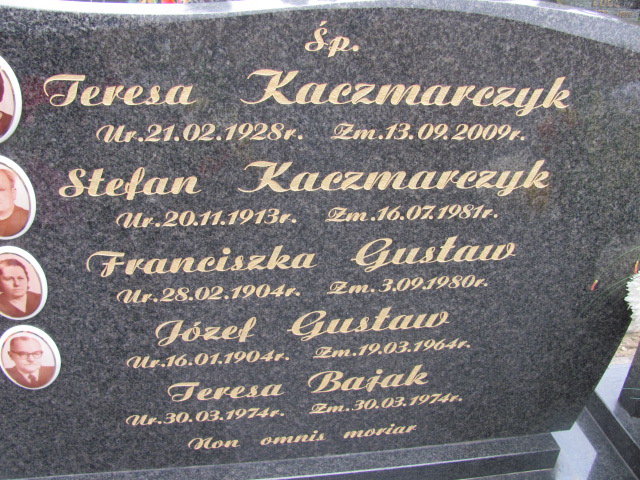 Śp.
Teresa Kaczmarczyk
Ur.21.02.1928r. Zm.13.09.2009r.
Stefan Kaczmarczyk
Ur.20.11.1913r. Zm.16.07.1981r.
Franciszka Gustaw
Ur.28.02.1904r. Zm.3.09.1980r.
Józef Gustaw
Ur.16.01.1904r. Zm.19.03.1964r.
Teresa Bajak
Ur.30.03.1974r. Zm.30.03.1974r.
Non omnis moriar